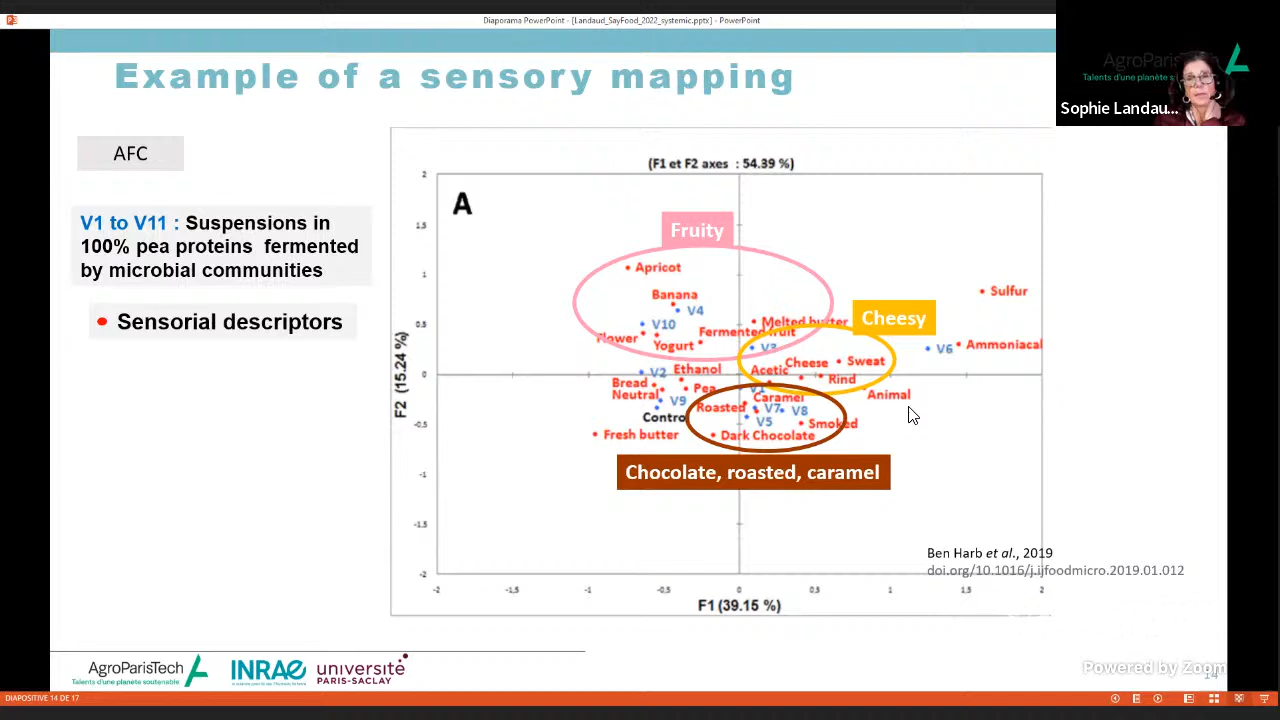 Diaporama PowerPoint - [Landaud_SayFood_2022_systemic.pptx] - PowerPoint
Example of a sensory mapping
AgroParisTech
Talents d'une planète
Sophie Landau...
AFC
V1 to V11 : Suspensions in
100% pea proteins fermented
by microbial communities
Sensorial descriptors
(F1 et F2 axes : 54.39 %)
A
Fruity
Apricot
Banana
V4
Sulfur
Cheesy
V10
Melted butter
Flower
Fermented fruit
Yogurt
V3
V6
Ammoniacal
Cheese
Sweat
V2
Ethanol
Acetic
Rind
Bread
Pea
V1
Animal
Neutral
V9
Caramel
Roasted
V7
V8
Contro
V5
Smoked
Fresh butter
Dark Chocolate
Chocolate, roasted, caramel
2
1,5
1
0,5
0
-0,5
-1
-1,5
-2
F2 (15.24 %)
-2
-1,5
-1
-0,5
0
0,5
1
1,5
2
F1 (39.15 %)
Ben Harb et al., 2019
doi.org/10.1016/j.ijfoodmicro.2019.01.012
AgroParisTech
Talents d'une planète soutenable
INRAE
université
PARIS-SACLAY
Powered by Zoom
14
DIAPOSITIVE 14 DE 17